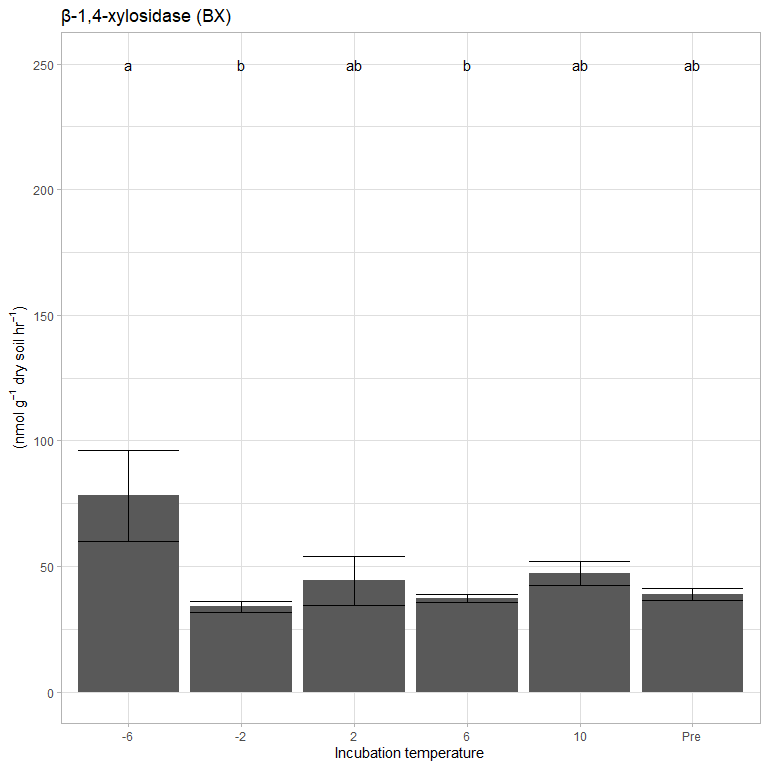 β-1,4-xylosidase (BX)
250
a b ab b ab ab
200
150
100
50
0
(nmol g⁻¹ dry soil hr⁻¹)
-6 -2 2 6 10 Pre
Incubation temperature